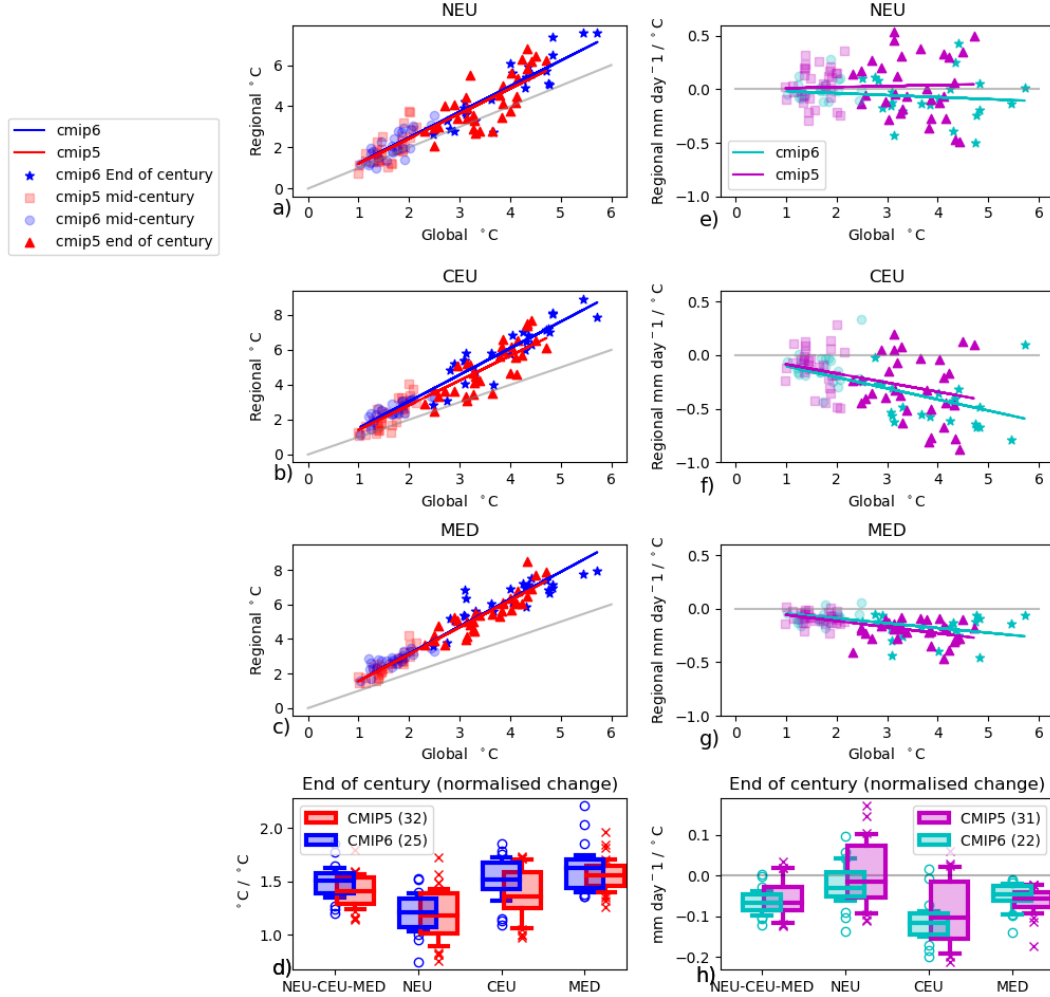 NEU
Regional °C
6
4
2
0
0 1 2 3 4 5 6
a)
Global °C
cmip6
cmip5
cmip6 End of century
cmip5 mid-century
cmip6 mid-century
cmip5 end of century
NEU
Regional mm day⁻1 / °C
0.5
0.0
−0.5
−1.0
cmip6
cmip5
0 1 2 3 4 5 6
e)
Global °C
CEU
Regional °C
8
6
4
2
0
0 1 2 3 4 5 6
b)
Global °C
CEU
Regional mm day⁻1 / °C
0.5
0.0
−0.5
−1.0
0 1 2 3 4 5 6
f)
Global °C
MED
Regional °C
8
6
4
2
0
0 1 2 3 4 5 6
c)
Global °C
MED
Regional mm day⁻1 / °C
0.5
0.0
−0.5
−1.0
0 1 2 3 4 5 6
g)
Global °C
End of century (normalised change)
°C / °C
2.0
1.5
1.0
CMIP5 (32)
CMIP6 (25)
d)
NEU-CEU-MED NEU CEU MED
End of century (normalised change)
mm day⁻1 / °C
0.1
0.0
−0.1
−0.2
CMIP5 (31)
CMIP6 (22)
h)
NEU-CEU-MED NEU CEU MED